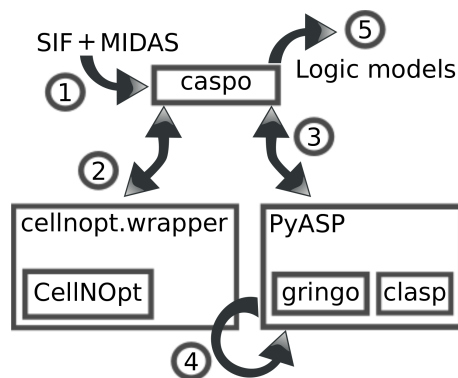 SIF + MIDAS
5
Logic models
1
caspo
2
3
cellnopt.wrapper
PyASP
CellNOpt
gringo
clasp
4